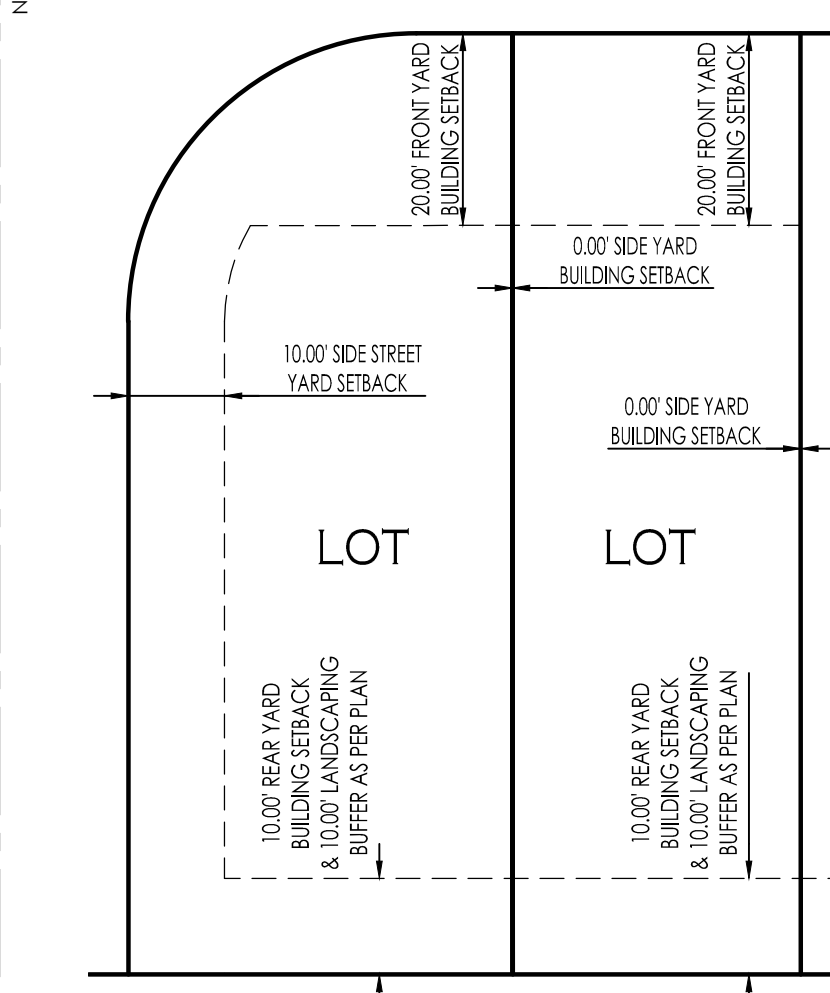 Z
20.00' FRONT YARD
BUILDING SETBACK
20.00' FRONT YARD
BUILDING SETBACK
0.00' SIDE YARD
BUILDING SETBACK
10.00' SIDE STREET
YARD SETBACK
0.00' SIDE YARD
BUILDING SETBACK
LOT
LOT
10.00' REAR YARD
BUILDING SETBACK
& 10.00' LANDSCAPING
BUFFER AS PER PLAN
10.00' REAR YARD
BUILDING SETBACK
& 10.00' LANDSCAPING
BUFFER AS PER PLAN